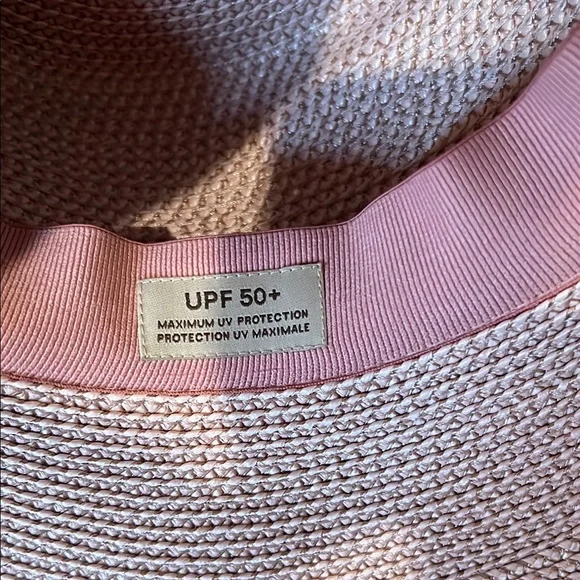 UPF 50+
MAXIMUM UV PROTECTION
PROTECTION UV MAXIMALE